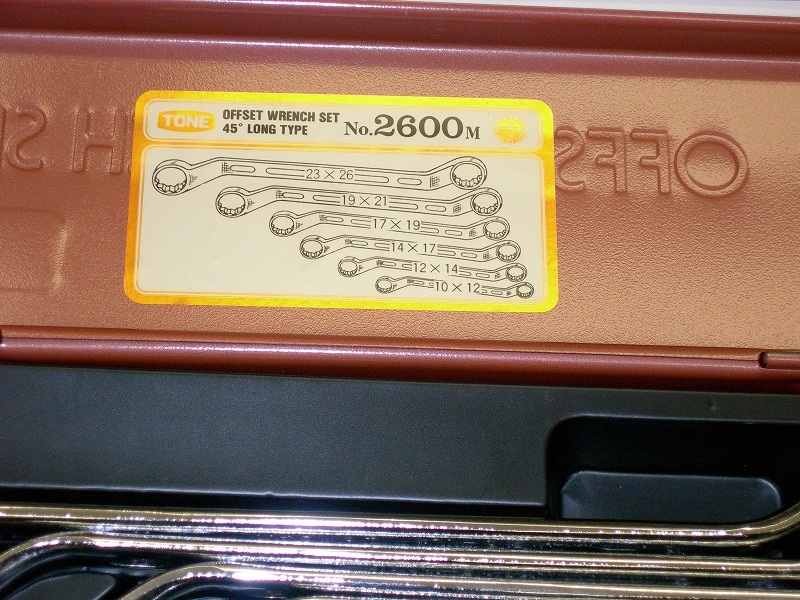 TONE
OFFSET WRENCH SET
45° LONG TYPE
No.2600M
23×26
19×21
17×19
14×17
12×14
10×12
OFFS
H S